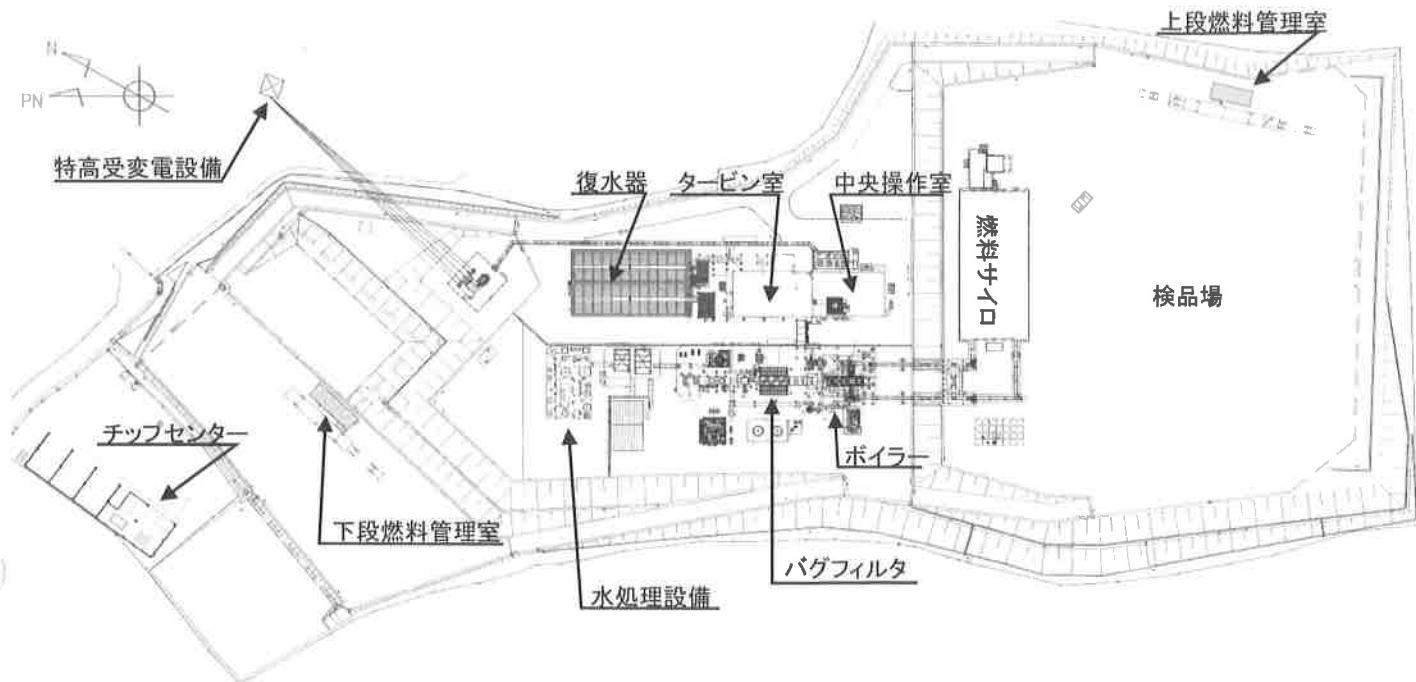 上段燃料管理室
N
PN
特高受変電設備
復水器
タービン室
中央操作室
燃料サイロ
検品場
チップセンター
ボイラー
下段燃料管理室
バグフィルタ
水処理設備